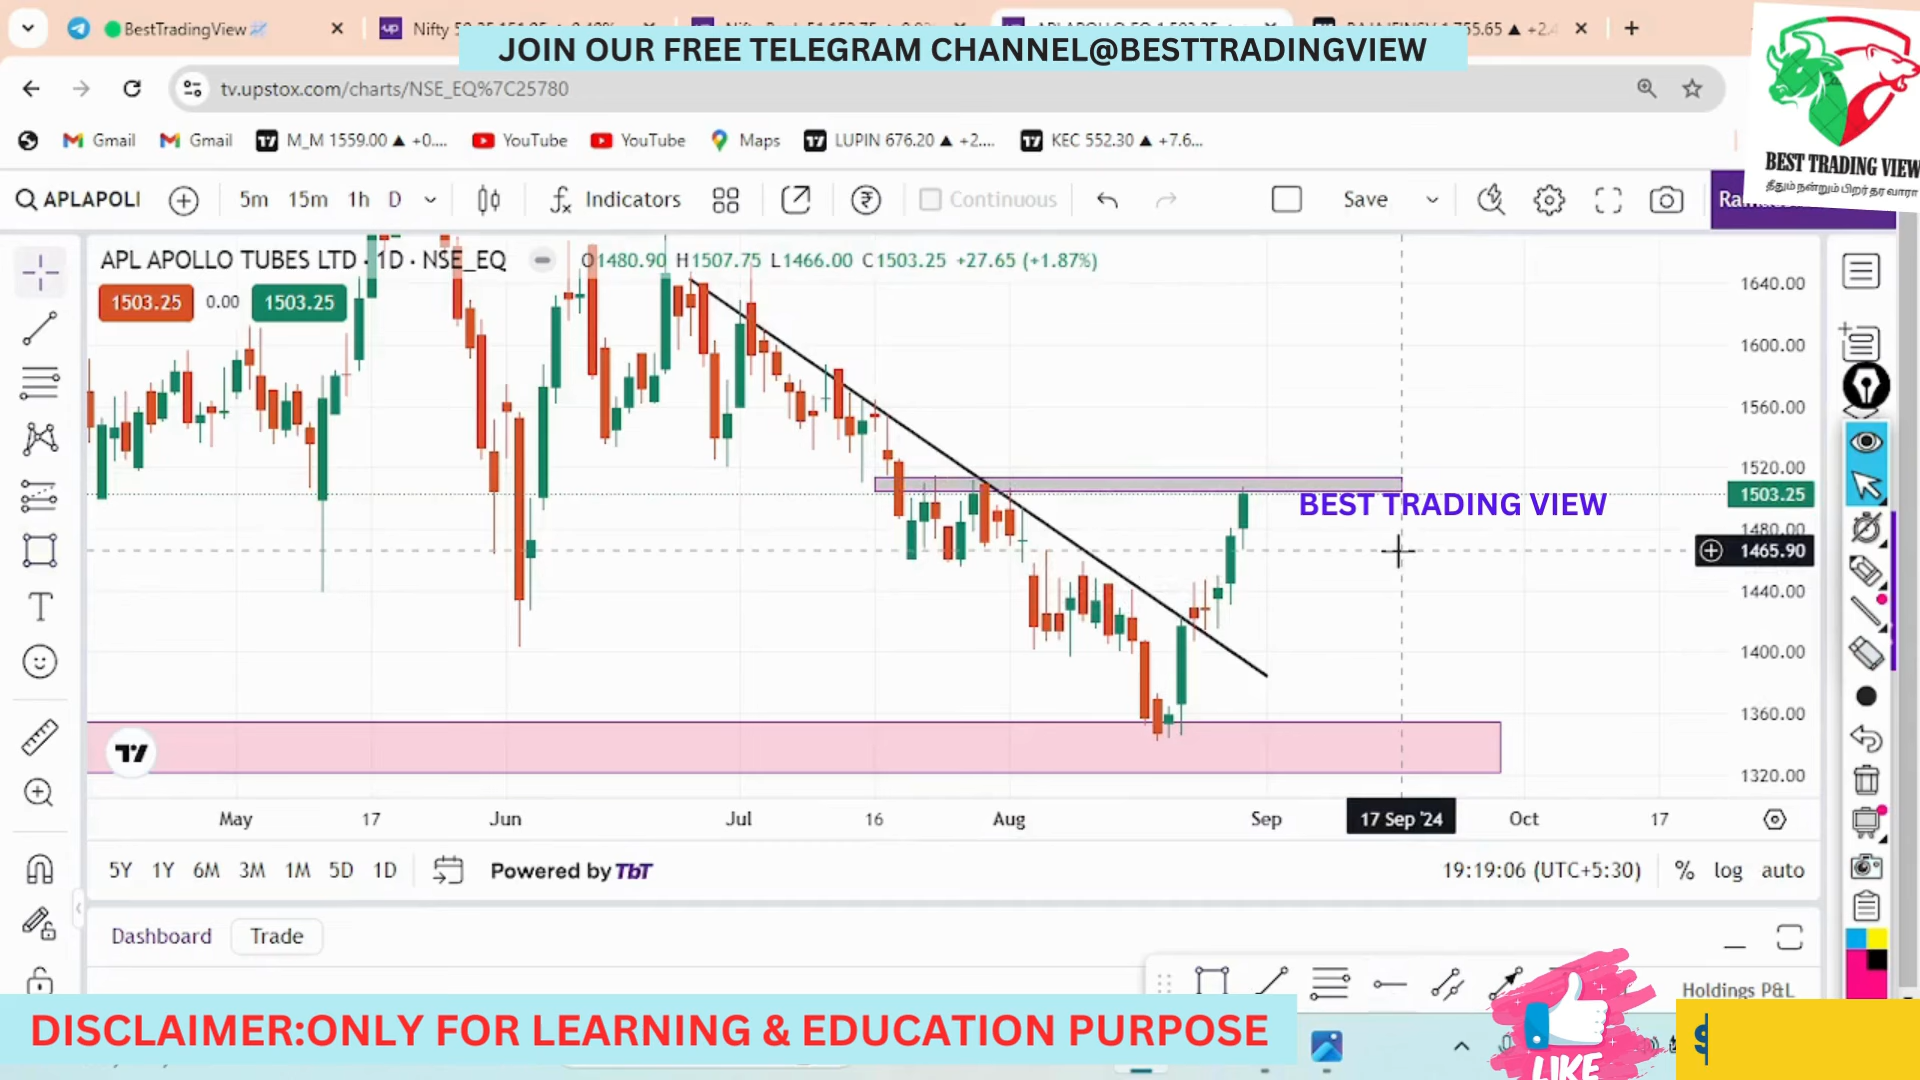 BestTradingView
JOIN OUR FREE TELEGRAM CHANNEL@BESTTRADINGVIEW
tv.upstox.com/charts/NSE_EQ%7C25780
Gmail
Gmail
M_M 1559.00 ▲ +0....
YouTube
YouTube
Maps
LUPIN 676.20 ▲ +2....
KEC 552.30 ▲ +7.6...
BEST TRADING VIEW
தீதும் நன்றும் பிறர் தர வாரா
APLAPOLI
5m 15m 1h D
Indicators
Continuous
Save
APL APOLLO TUBES LTD · 1D · NSE_EQ
O1480.90 H1507.75 L1466.00 C1503.25 +27.65 (+1.87%)
1503.25 0.00 1503.25
1640.00
1600.00
1560.00
1520.00
1503.25
1480.00
1465.90
1440.00
1400.00
1360.00
1320.00
BEST TRADING VIEW
May 17 Jun Jul 16 Aug Sep 17 Sep '24 Oct 17
5Y 1Y 6M 3M 1M 5D 1D
Powered by TbT
19:19:06 (UTC+5:30) % log auto
Dashboard Trade
Holdings P&L
DISCLAIMER:ONLY FOR LEARNING & EDUCATION PURPOSE
LIKE
$